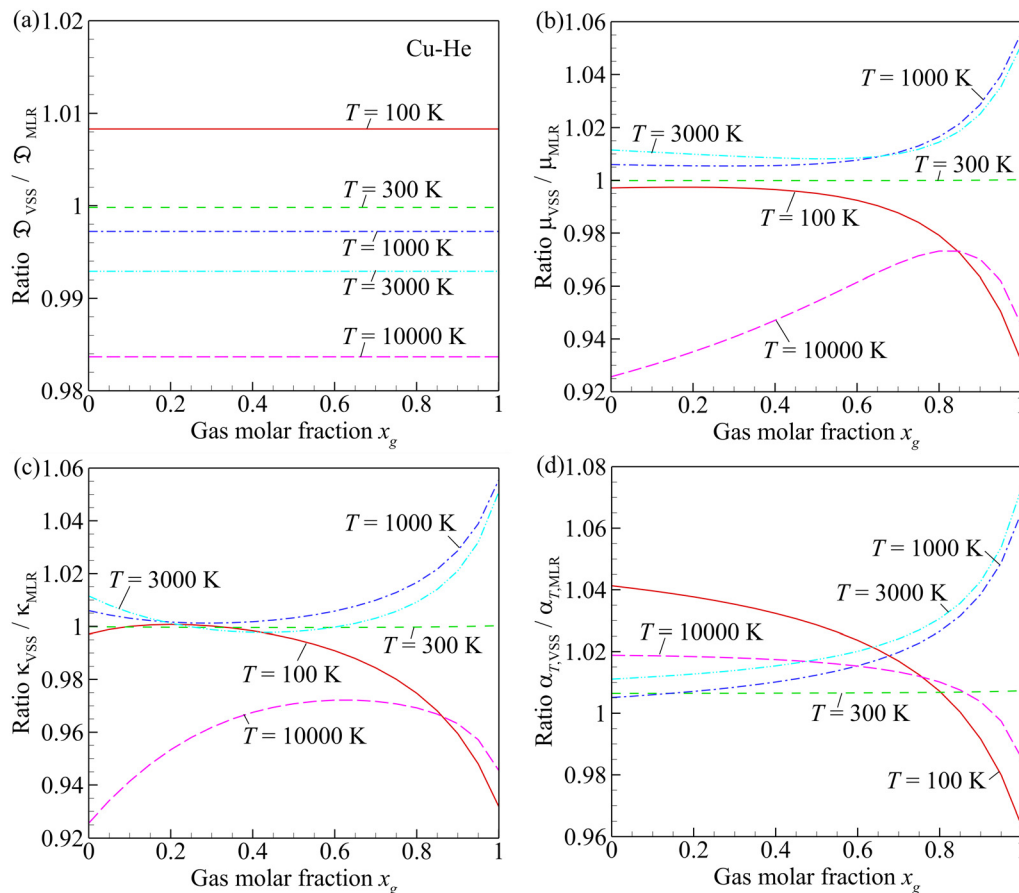 (a)
1.02
1.01
1
0.99
0.98
Ratio 𝔇VSS / 𝔇MLR
Cu-He
T = 100 K
T = 300 K
T = 1000 K
T = 3000 K
T = 10000 K
0 0.2 0.4 0.6 0.8 1
Gas molar fraction xg
(b)
1.06
1.04
1.02
1
0.98
0.96
0.94
0.92
Ratio μVSS / μMLR
T = 1000 K
T = 3000 K
T = 300 K
T = 100 K
T = 10000 K
0 0.2 0.4 0.6 0.8 1
Gas molar fraction xg
(c)
1.06
1.04
1.02
1
0.98
0.96
0.94
0.92
Ratio κVSS / κMLR
T = 1000 K
T = 3000 K
T = 300 K
T = 100 K
T = 10000 K
0 0.2 0.4 0.6 0.8 1
Gas molar fraction xg
(d)
1.08
1.06
1.04
1.02
1
0.98
0.96
Ratio αT,VSS / αT,MLR
T = 1000 K
T = 3000 K
T = 10000 K
T = 300 K
T = 100 K
0 0.2 0.4 0.6 0.8 1
Gas molar fraction xg